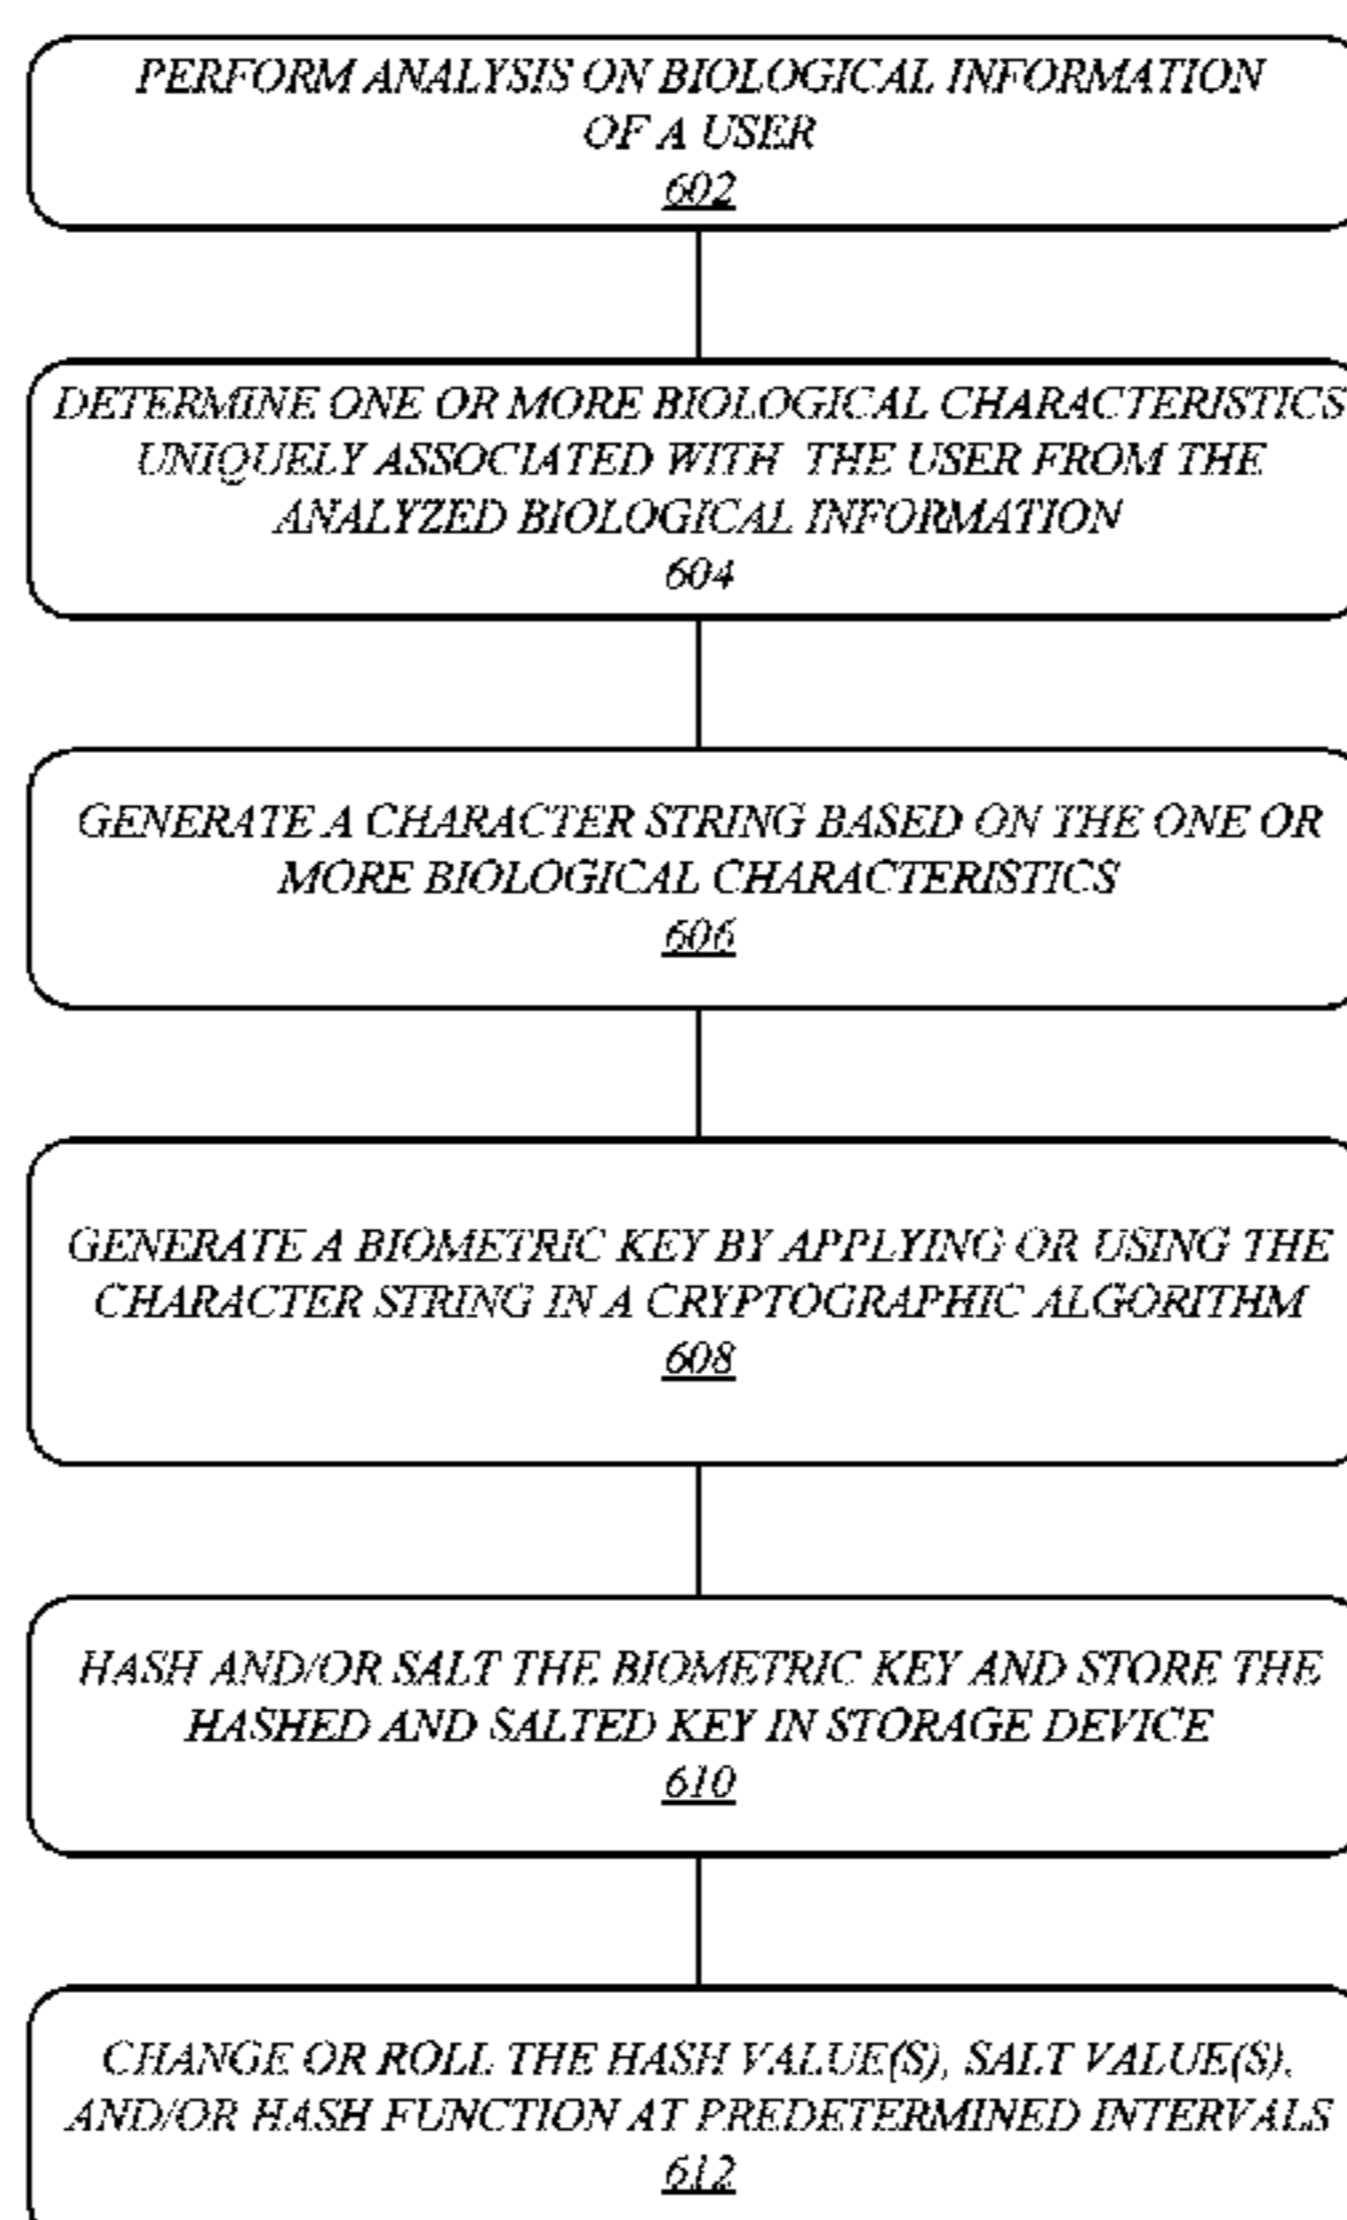 PERFORM ANALYSIS ON BIOLOGICAL INFORMATION
OF A USER
602
DETERMINE ONE OR MORE BIOLOGICAL CHARACTERISTICS
UNIQUELY ASSOCIATED WITH THE USER FROM THE
ANALYZED BIOLOGICAL INFORMATION
604
GENERATE A CHARACTER STRING BASED ON THE ONE OR
MORE BIOLOGICAL CHARACTERISTICS
606
GENERATE A BIOMETRIC KEY BY APPLYING OR USING THE
CHARACTER STRING IN A CRYPTOGRAPHIC ALGORITHM
608
HASH AND/OR SALT THE BIOMETRIC KEY AND STORE THE
HASHED AND SALTED KEY IN STORAGE DEVICE
610
CHANGE OR ROLL THE HASH VALUE(S), SALT VALUE(S),
AND/OR HASH FUNCTION AT PREDETERMINED INTERVALS
612